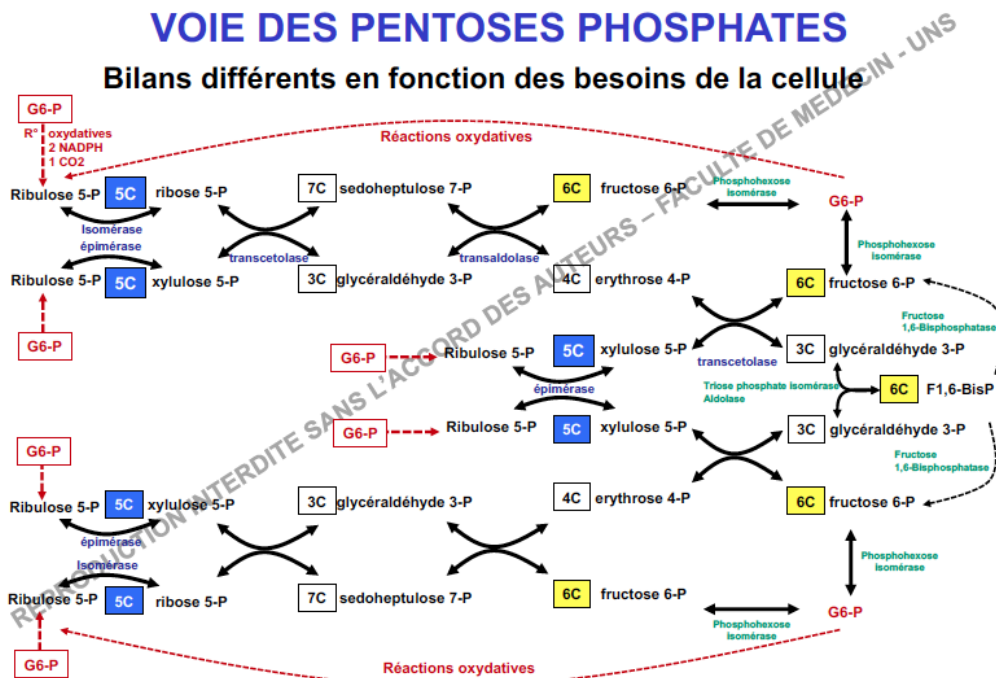 VOIE DES PENTOSES PHOSPHATES
Bilans différents en fonction des besoins de la cellule
REPRODUCTION INTERDITE SANS L'ACCORD DES AUTEURS – FACULTE DE MEDECIN - UNS
G6-P
R° oxydatives
2 NADPH
1 CO2
Réactions oxydatives
Ribulose 5-P 5C ribose 5-P 7C sedoheptulose 7-P 6C fructose 6-P Phosphohexose
isomérase
G6-P
Isomérase
épimérase
transcetolase transaldolase
Phosphohexose
isomérase
Ribulose 5-P 5C xylulose 5-P 3C glycéraldéhyde 3-P 4C erythrose 4-P 6C fructose 6-P
G6-P
Fructose
1,6-Bisphosphatase
G6-P Ribulose 5-P 5C xylulose 5-P transcetolase 3C glycéraldéhyde 3-P
épimérase
Triose phosphate isomérase
Aldolase
6C F1,6-BisP
G6-P Ribulose 5-P 5C xylulose 5-P 3C glycéraldéhyde 3-P
Fructose
1,6-Bisphosphatase
G6-P
Ribulose 5-P 5C xylulose 5-P 3C glycéraldéhyde 3-P 4C erythrose 4-P 6C fructose 6-P
épimérase
Isomérase
Phosphohexose
isomérase
Ribulose 5-P 5C ribose 5-P 7C sedoheptulose 7-P 6C fructose 6-P
Phosphohexose
isomérase
G6-P
G6-P
Réactions oxydatives